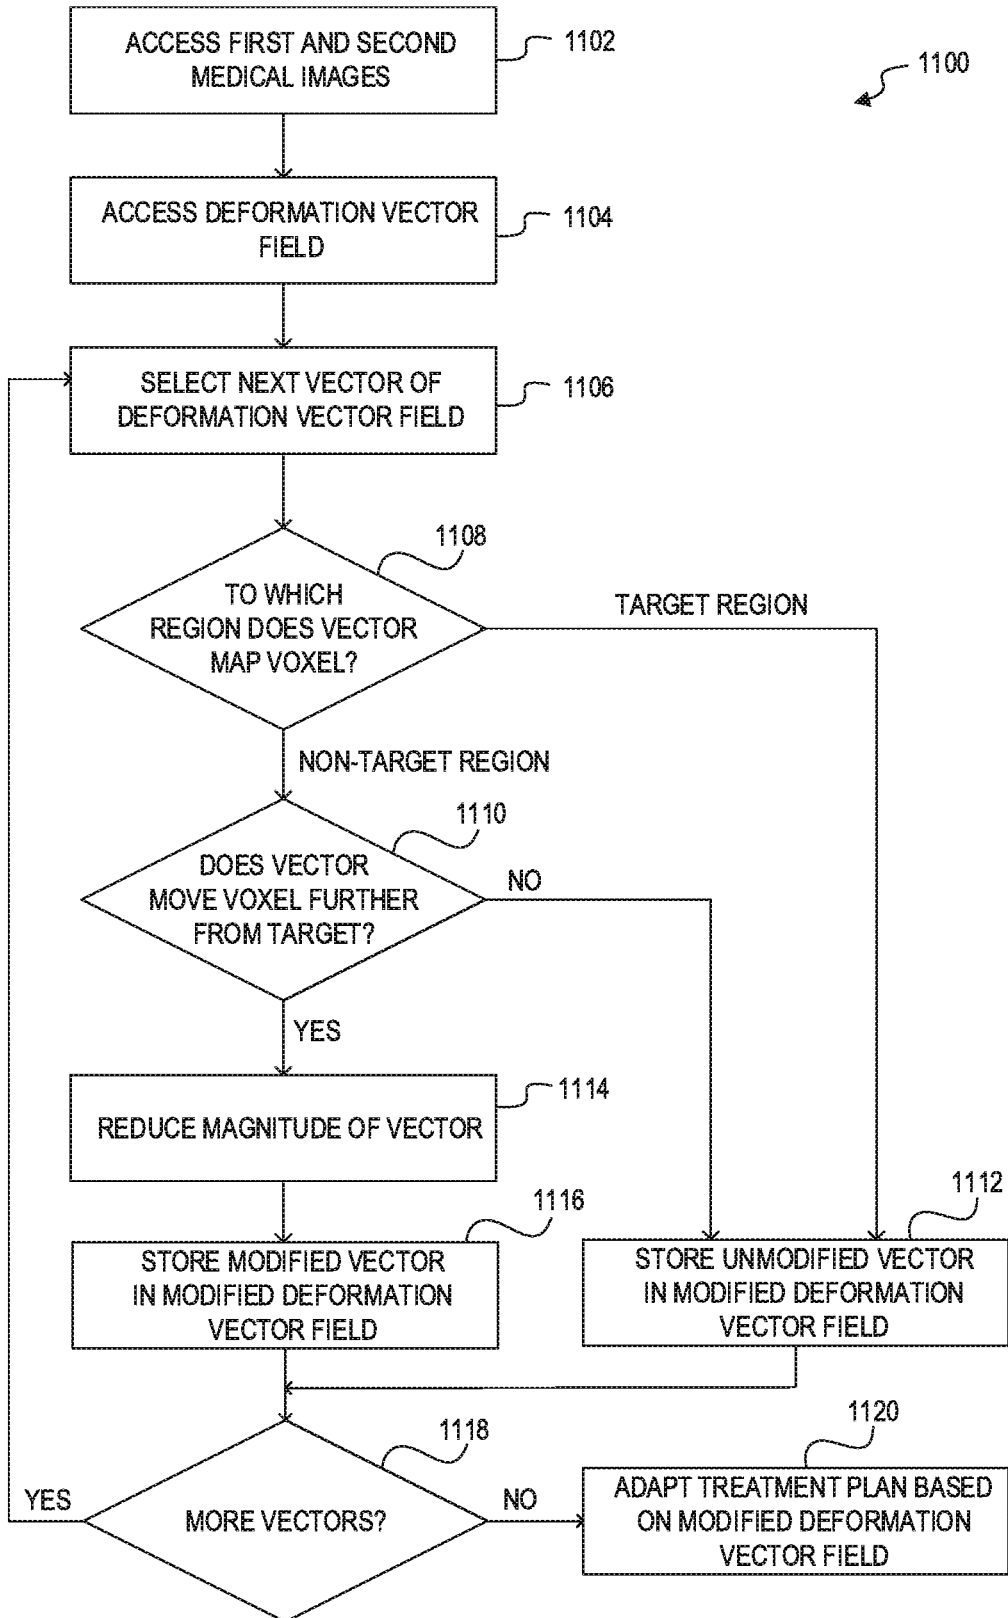 ACCESS FIRST AND SECOND
MEDICAL IMAGES
1102
1100
ACCESS DEFORMATION VECTOR
FIELD
1104
SELECT NEXT VECTOR OF
DEFORMATION VECTOR FIELD
1106
1108
TO WHICH
REGION DOES VECTOR
MAP VOXEL?
TARGET REGION
NON-TARGET REGION
1110
DOES VECTOR
MOVE VOXEL FURTHER
FROM TARGET?
NO
YES
REDUCE MAGNITUDE OF VECTOR
1114
1116
STORE MODIFIED VECTOR
IN MODIFIED DEFORMATION
VECTOR FIELD
1112
STORE UNMODIFIED VECTOR
IN MODIFIED DEFORMATION
VECTOR FIELD
1118
MORE VECTORS?
YES
NO
1120
ADAPT TREATMENT PLAN BASED
ON MODIFIED DEFORMATION
VECTOR FIELD